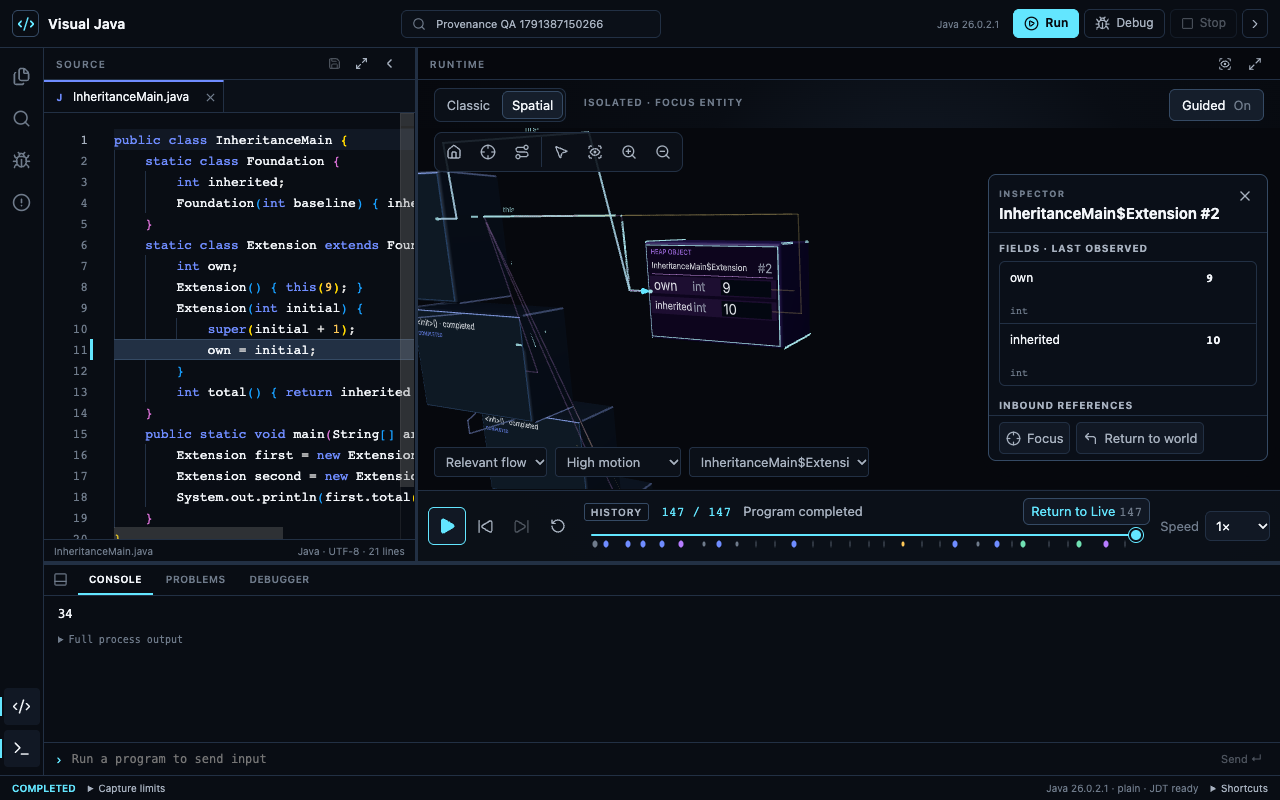 Visual Java
Provenance QA 1791387150266
Java 26.0.2.1
Run
Debug
Stop
SOURCE
J InheritanceMain.java
1 public class InheritanceMain {
2 static class Foundation {
3 int inherited;
4 Foundation(int baseline) { inhe
5 }
6 static class Extension extends Foun
7 int own;
8 Extension() { this(9); }
9 Extension(int initial) {
10 super(initial + 1);
11 own = initial;
12 }
13 int total() { return inherited
14 }
15 public static void main(String[] ar
16 Extension first = new Extension
17 Extension second = new Extensio
18 System.out.println(first.total(
19 }
20 }
InheritanceMain.java
Java · UTF-8 · 21 lines
RUNTIME
Classic
Spatial
ISOLATED · FOCUS ENTITY
Guided On
this
this
HEAP OBJECT
InheritanceMain$Extension #2
own int 9
inherited int 10
<init>() · completed
COMPLETED
<init>() · completed
INSPECTOR
InheritanceMain$Extension #2
FIELDS · LAST OBSERVED
own 9
int
inherited 10
int
INBOUND REFERENCES
Focus
Return to world
Relevant flow
High motion
InheritanceMain$Extensi
HISTORY
147 / 147
Program completed
Return to Live 147
Speed
1×
CONSOLE
PROBLEMS
DEBUGGER
34
Full process output
› Run a program to send input
Send
COMPLETED
Capture limits
Java 26.0.2.1 · plain · JDT ready
Shortcuts